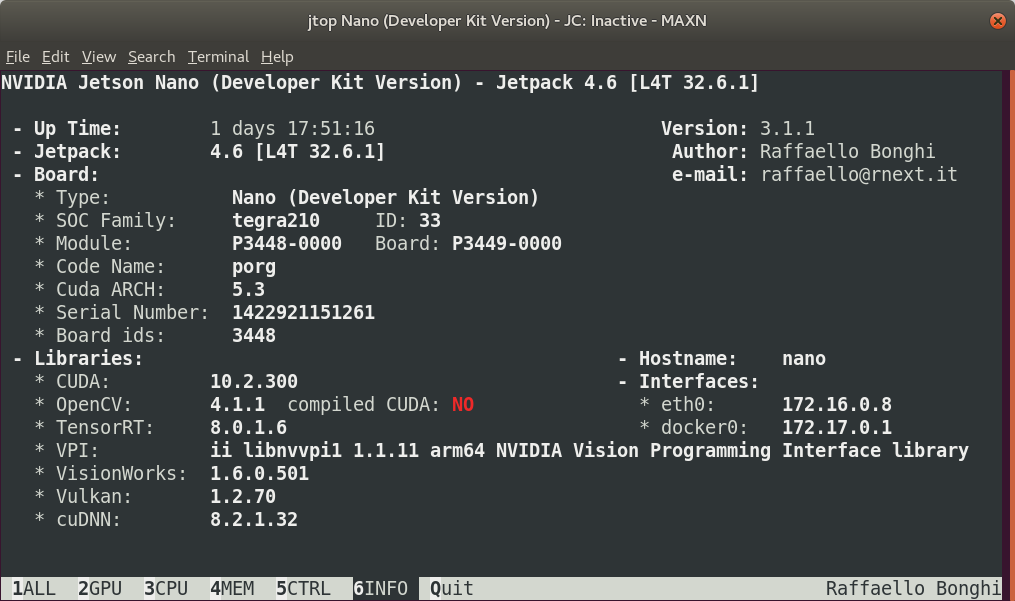 jtop Nano (Developer Kit Version) - JC: Inactive - MAXN
File Edit View Search Terminal Help
NVIDIA Jetson Nano (Developer Kit Version) - Jetpack 4.6 [L4T 32.6.1]
- Up Time: 1 days 17:51:16 Version: 3.1.1
- Jetpack: 4.6 [L4T 32.6.1] Author: Raffaello Bonghi
- Board: e-mail: raffaello@rnext.it
* Type: Nano (Developer Kit Version)
* SOC Family: tegra210 ID: 33
* Module: P3448-0000 Board: P3449-0000
* Code Name: porg
* Cuda ARCH: 5.3
* Serial Number: 1422921151261
* Board ids: 3448
- Libraries: - Hostname: nano
* CUDA: 10.2.300 - Interfaces:
* OpenCV: 4.1.1 compiled CUDA: NO * eth0: 172.16.0.8
* TensorRT: 8.0.1.6 * docker0: 172.17.0.1
* VPI: ii libnvvpi1 1.1.11 arm64 NVIDIA Vision Programming Interface library
* VisionWorks: 1.6.0.501
* Vulkan: 1.2.70
* cuDNN: 8.2.1.32
1ALL 2GPU 3CPU 4MEM 5CTRL 6INFO Quit Raffaello Bonghi